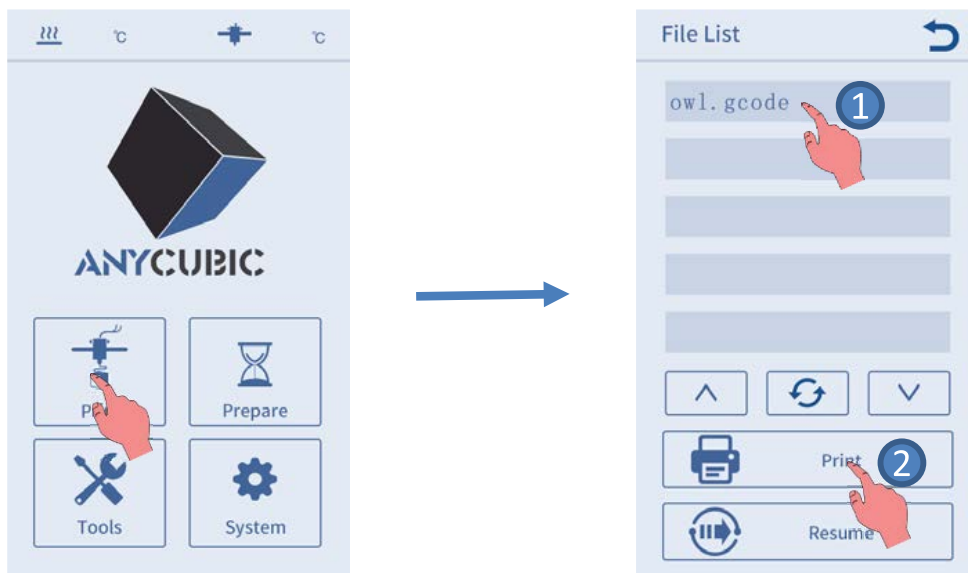 ℃ ℃
ANYCUBIC
Prepare
Tools System
File List
owl.gcode
1
Print
2
Resume